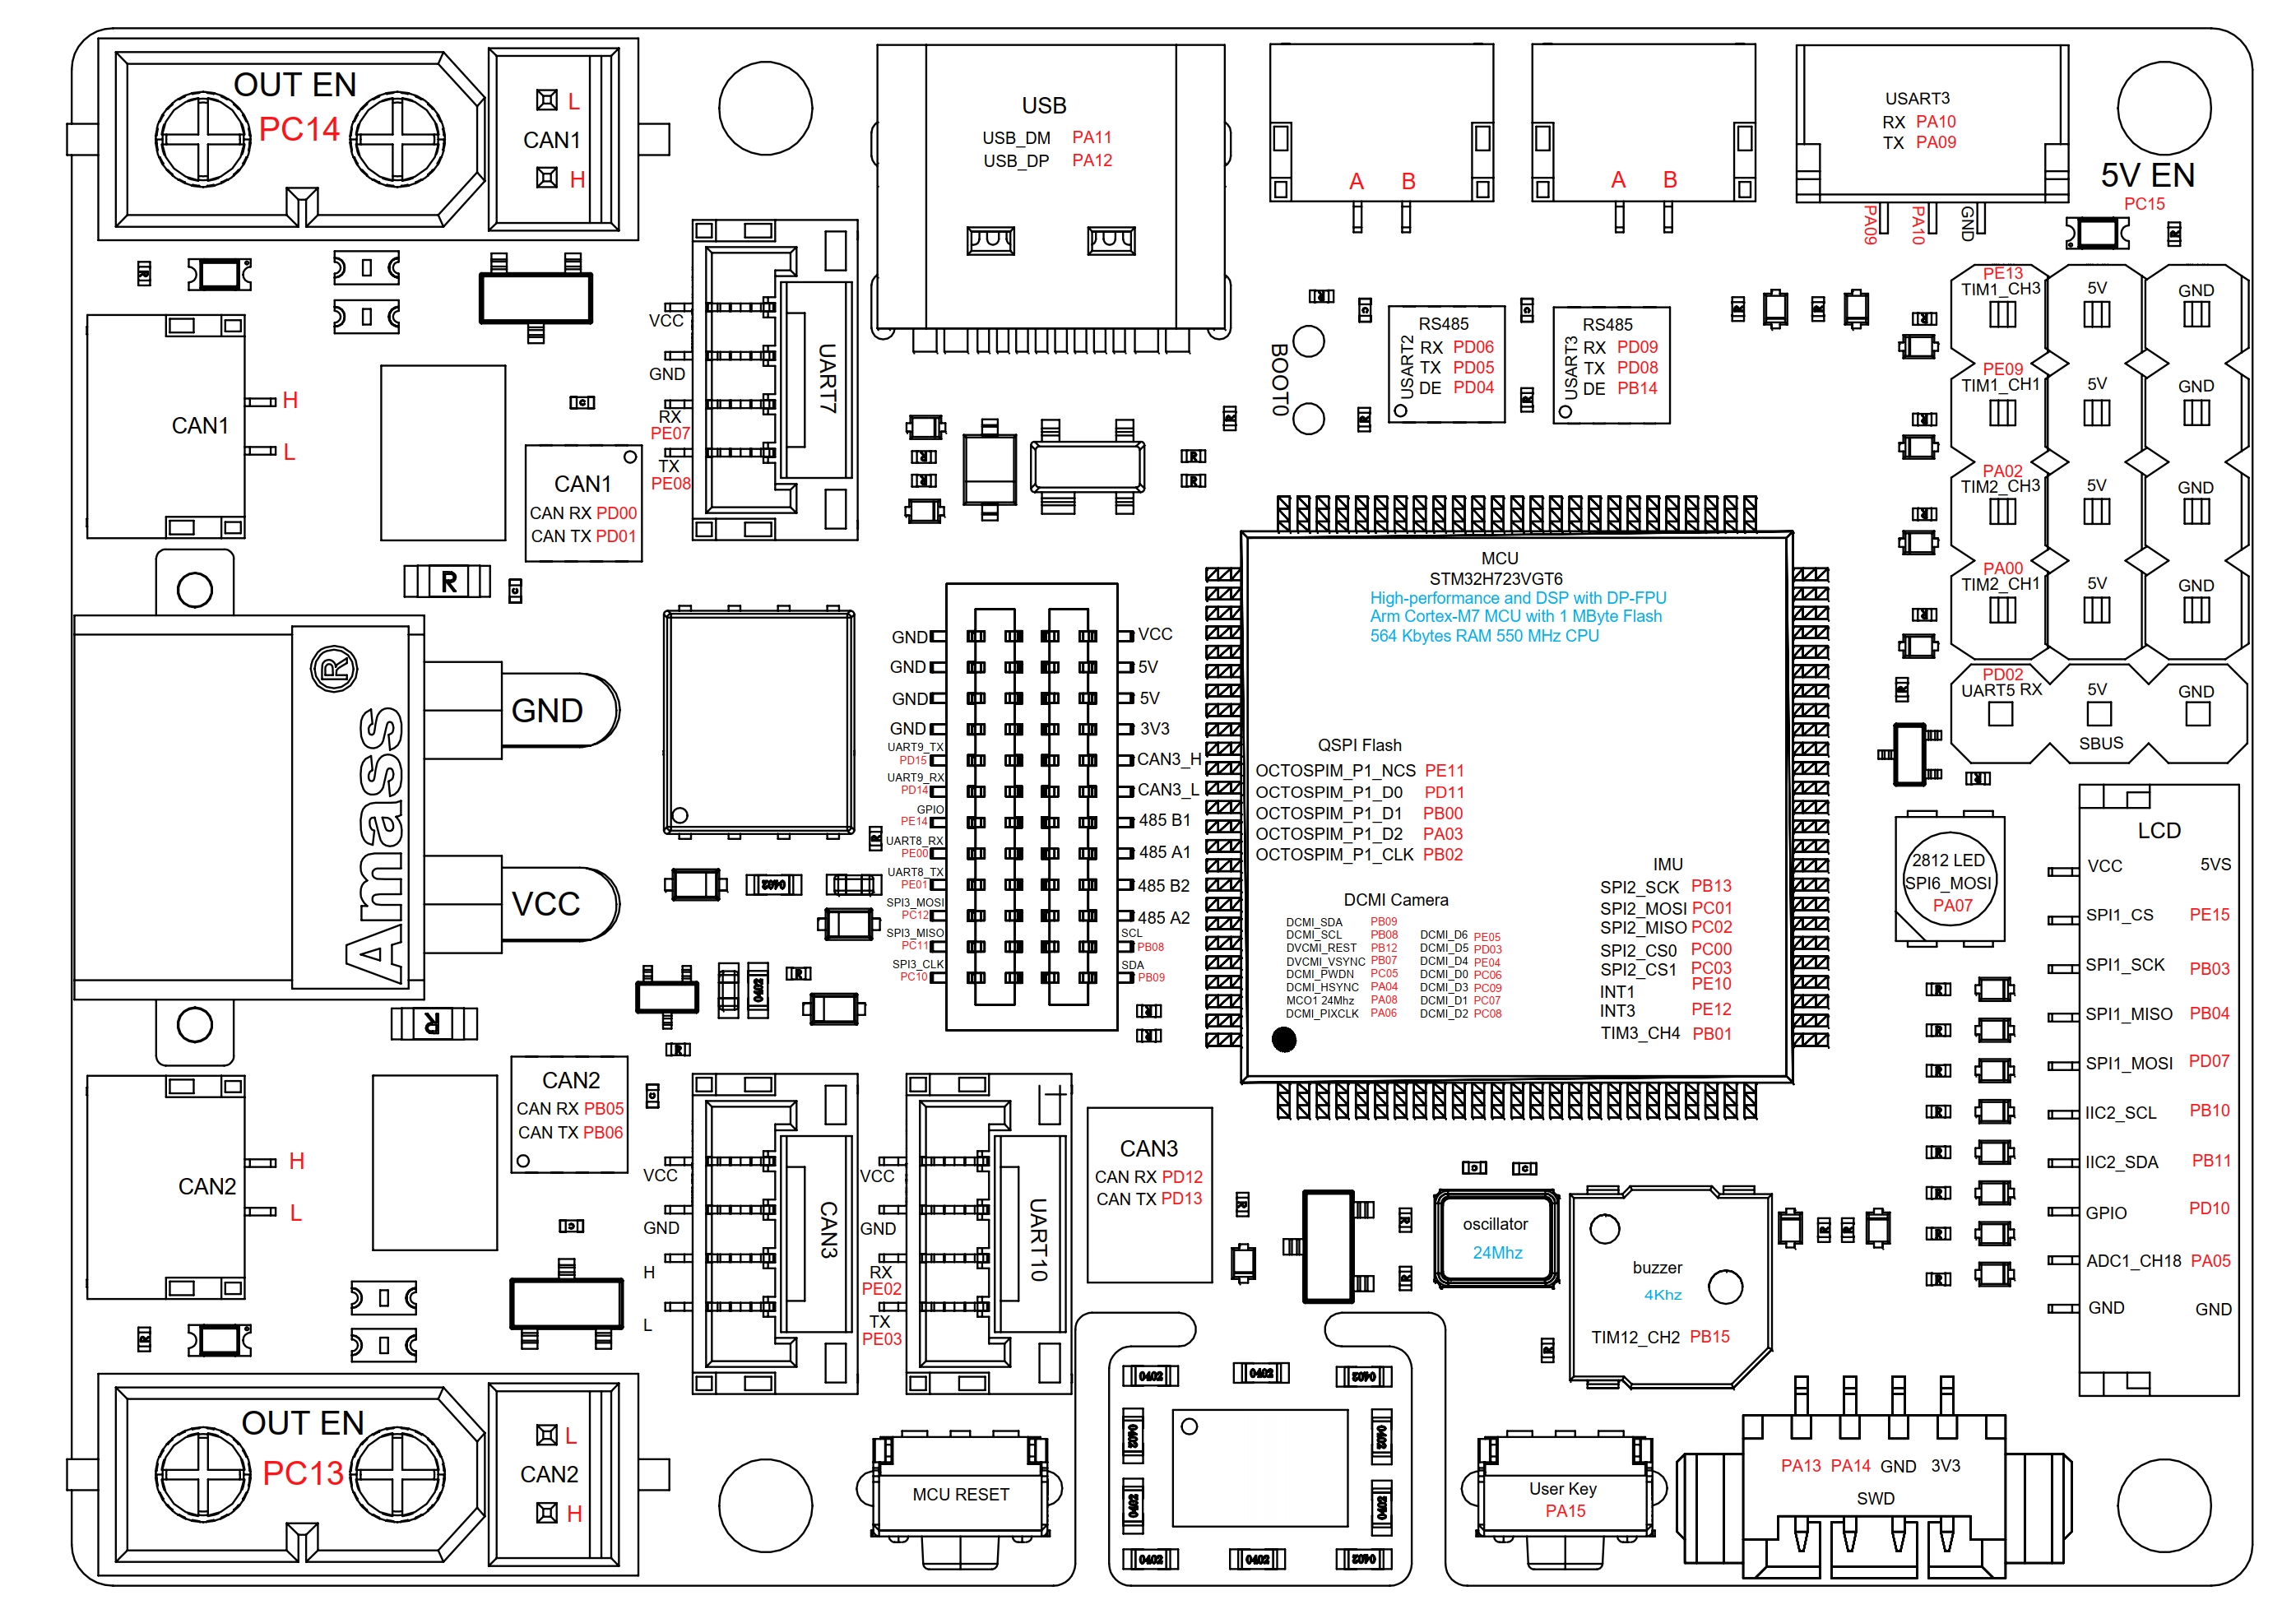 OUT EN
PC14
L
CAN1
H
USB
USB_DM PA11
USB_DP PA12
A B
A B
USART3
RX PA10
TX PA09
PA09
PA10
GND
5V EN
PC15
R
R
CAN1
H
L
CAN1
CAN RX PD00
CAN TX PD01
C
R
C
VCC
GND
RX
PE07
TX
PE08
UART7
BOOT0
RS485
USART2
RX PD06
TX PD05
DE PD04
RS485
USART3
RX PD09
TX PD08
DE PB14
PE13
TIM1_CH3 5V GND
PE09
TIM1_CH1 5V GND
PA02
TIM2_CH3 5V GND
PA00
TIM2_CH1 5V GND
PD02
UART5 RX 5V GND
SBUS
Amass®
GND
VCC
GND VCC
GND 5V
GND 5V
GND 3V3
UART9_TX
PD15
CAN3_H
UART9_RX
PD14
CAN3_L
GPIO
PE14
485 B1
UART8_RX
PE00
485 A1
UART8_TX
PE01
485 B2
SPI3_MOSI
PC12
485 A2
SPI3_MISO
PC11
SCL
PB08
SPI3_CLK
PC10
SDA
PB09
0402
0402
MCU
STM32H723VGT6
High-performance and DSP with DP-FPU
Arm Cortex-M7 MCU with 1 MByte Flash
564 Kbytes RAM 550 MHz CPU
QSPI Flash
OCTOSPIM_P1_NCS PE11
OCTOSPIM_P1_D0 PD11
OCTOSPIM_P1_D1 PB00
OCTOSPIM_P1_D2 PA03
OCTOSPIM_P1_CLK PB02
DCMI Camera
DCMI_SDA PB09
DCMI_SCL PB08 DCMI_D6 PE05
DVCMI_REST PB12 DCMI_D5 PD03
DVCMI_VSYNC PB07 DCMI_D4 PE04
DCMI_PWDN PC05 DCMI_D0 PC06
DCMI_HSYNC PA04 DCMI_D3 PC09
MCO1 24Mhz PA08 DCMI_D1 PC07
DCMI_PIXCLK PA06 DCMI_D2 PC08
IMU
SPI2_SCK PB13
SPI2_MOSI PC01
SPI2_MISO PC02
SPI2_CS0 PC00
SPI2_CS1 PC03
INT1 PE10
INT3 PE12
TIM3_CH4 PB01
2812 LED
SPI6_MOSI
PA07
LCD
VCC 5VS
SPI1_CS PE15
SPI1_SCK PB03
SPI1_MISO PB04
SPI1_MOSI PD07
IIC2_SCL PB10
IIC2_SDA PB11
GPIO PD10
ADC1_CH18 PA05
GND GND
R
CAN2
CAN RX PB05
CAN TX PB06
CAN2
H
L
C
C
VCC
GND
H
L
CAN3
VCC
GND
RX
PE02
TX
PE03
UART10
CAN3
CAN RX PD12
CAN TX PD13
oscillator
24Mhz
buzzer
4Khz
TIM12_CH2 PB15
OUT EN
PC13
L
CAN2
H
MCU RESET
0402 0402 0402
0402 0402
0402 0402
0402 0402 0402
User Key
PA15
PA13 PA14 GND 3V3
SWD